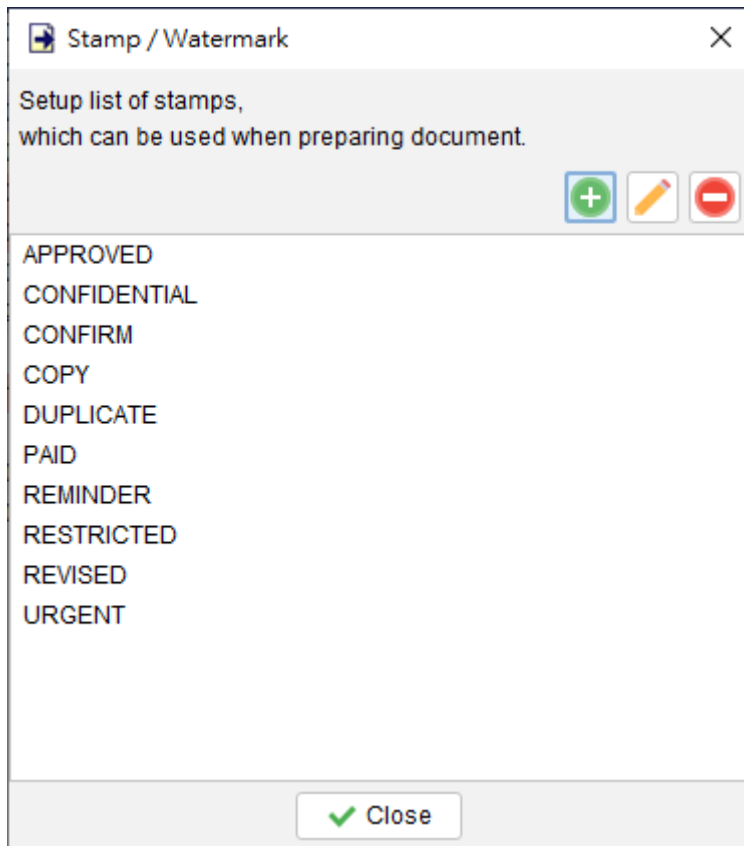 Stamp / Watermark
Setup list of stamps,
which can be used when preparing document.
APPROVED
CONFIDENTIAL
CONFIRM
COPY
DUPLICATE
PAID
REMINDER
RESTRICTED
REVISED
URGENT
Close